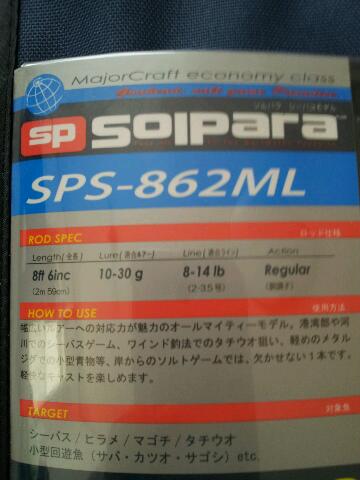 MajorCraft economy class
ソルパラ シーバスモデル
sp Solpara
SPS-862ML
ROD SPEC ロッド仕様
Length(全長) Lure(適合ルアー) Line(適合ライン) Action
8ft 6inc 10-30 g 8-14 lb Regular
(2m 59cm) (2-3.5号) (胴調子)
HOW TO USE 使用方法
幅広いルアーへの対応力が魅力のオールマイティーモデル。港湾部や河
川でのシーバスゲーム、ワインド釣法でのタチウオ狙い、軽めのメタル
ジグでの小型青物等、岸からのソルトゲームでは、欠かせない1本です。
軽快なキャストを楽しめます。
TARGET 対象魚
シーバス / ヒラメ / マゴチ / タチウオ
小型回遊魚(サバ・カツオ・サゴシ) etc.